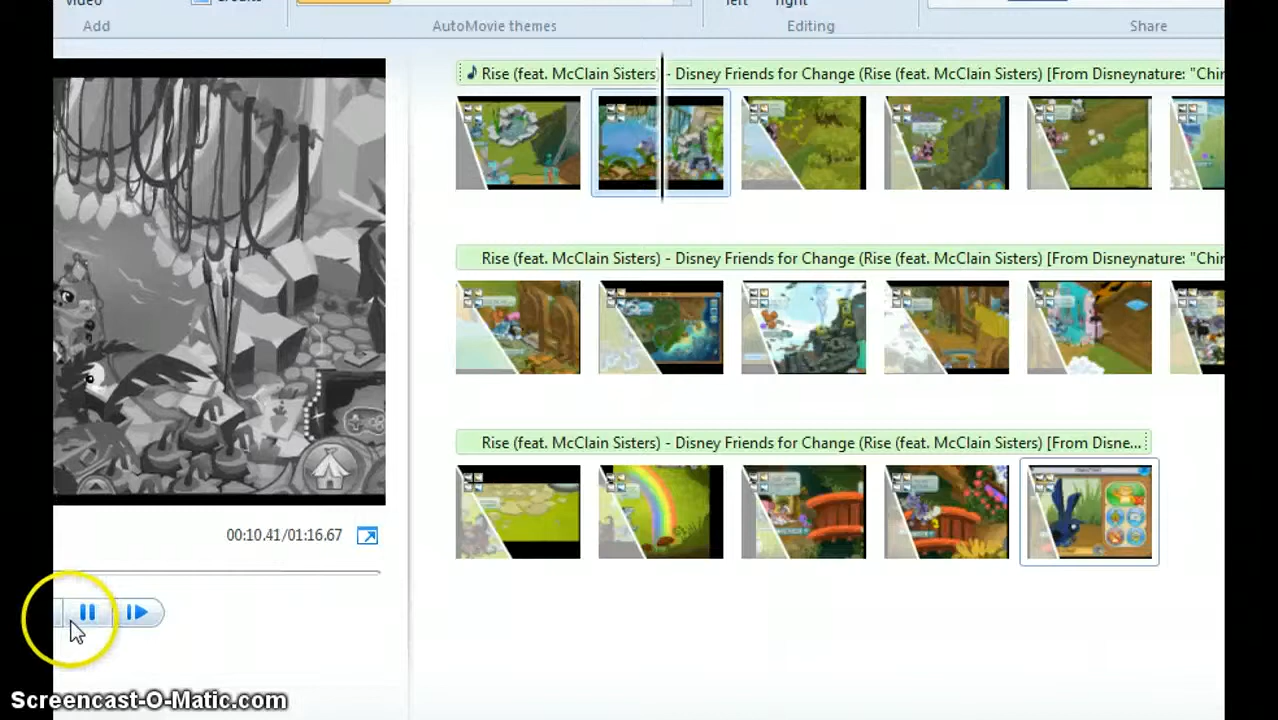 video
credits
left
right
Add
AutoMovie themes
Editing
Share
Rise (feat. McClain Sisters) - Disney Friends for Change (Rise (feat. McClain Sisters) [From Disneynature: "Chir
Rise (feat. McClain Sisters) - Disney Friends for Change (Rise (feat. McClain Sisters) [From Disneynature: "Chir
Rise (feat. McClain Sisters) - Disney Friends for Change (Rise (feat. McClain Sisters) [From Disne...
00:10.41/01:16.67
Screencast-O-Matic.com